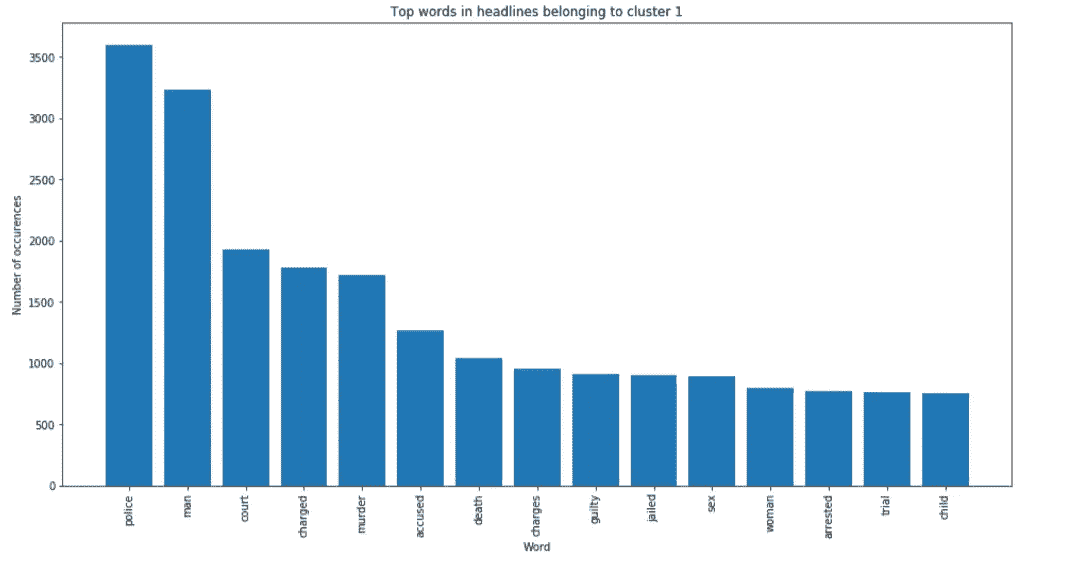 Top words in headlines belonging to cluster 1
Number of occurences
3500
3000
2500
2000
1500
1000
500
0
police
man
court
charged
murder
accused
death
charges
guilty
jailed
sex
woman
arrested
trial
child
Word